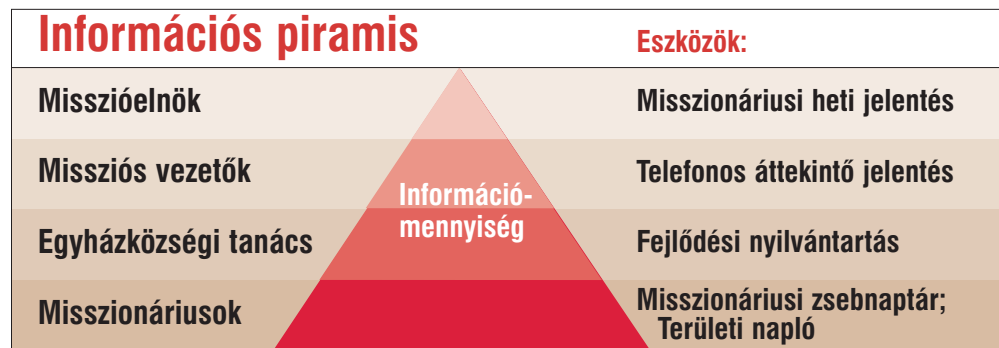 Információs piramis
Eszközök:
Misszióelnök
Misszionáriusi heti jelentés
Missziós vezetők
Telefonos áttekintő jelentés
Információ-
mennyiség
Egyházközségi tanács
Fejlődési nyilvántartás
Misszionáriusok
Misszionáriusi zsebnaptár;
Területi napló